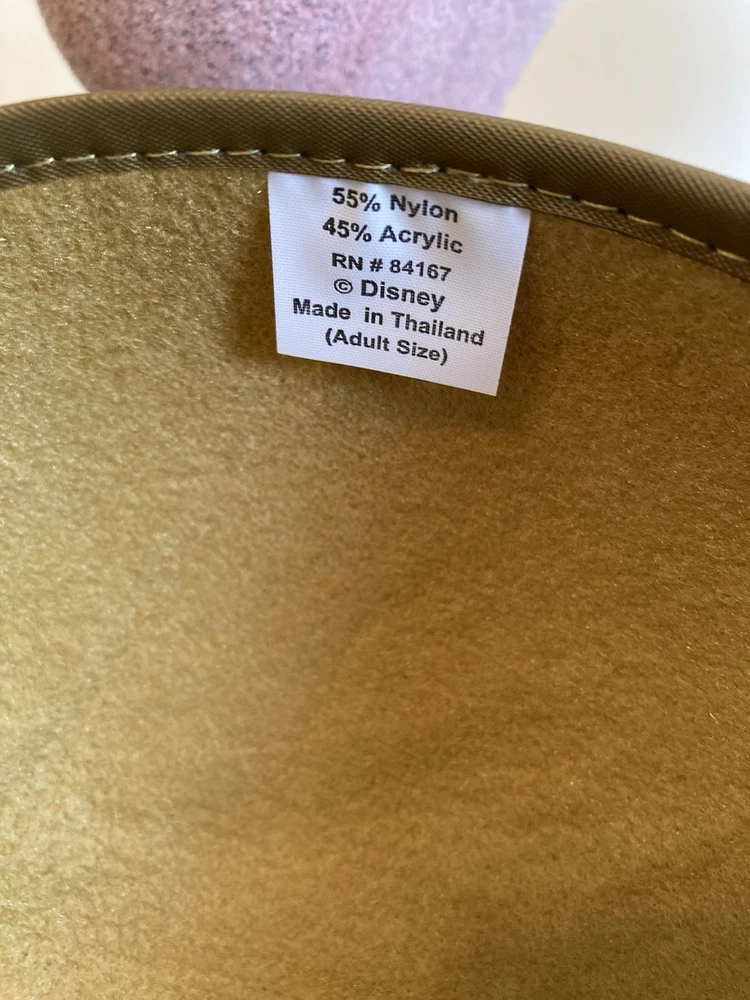 55% Nylon
45% Acrylic
RN # 84167
© Disney
Made in Thailand
(Adult Size)